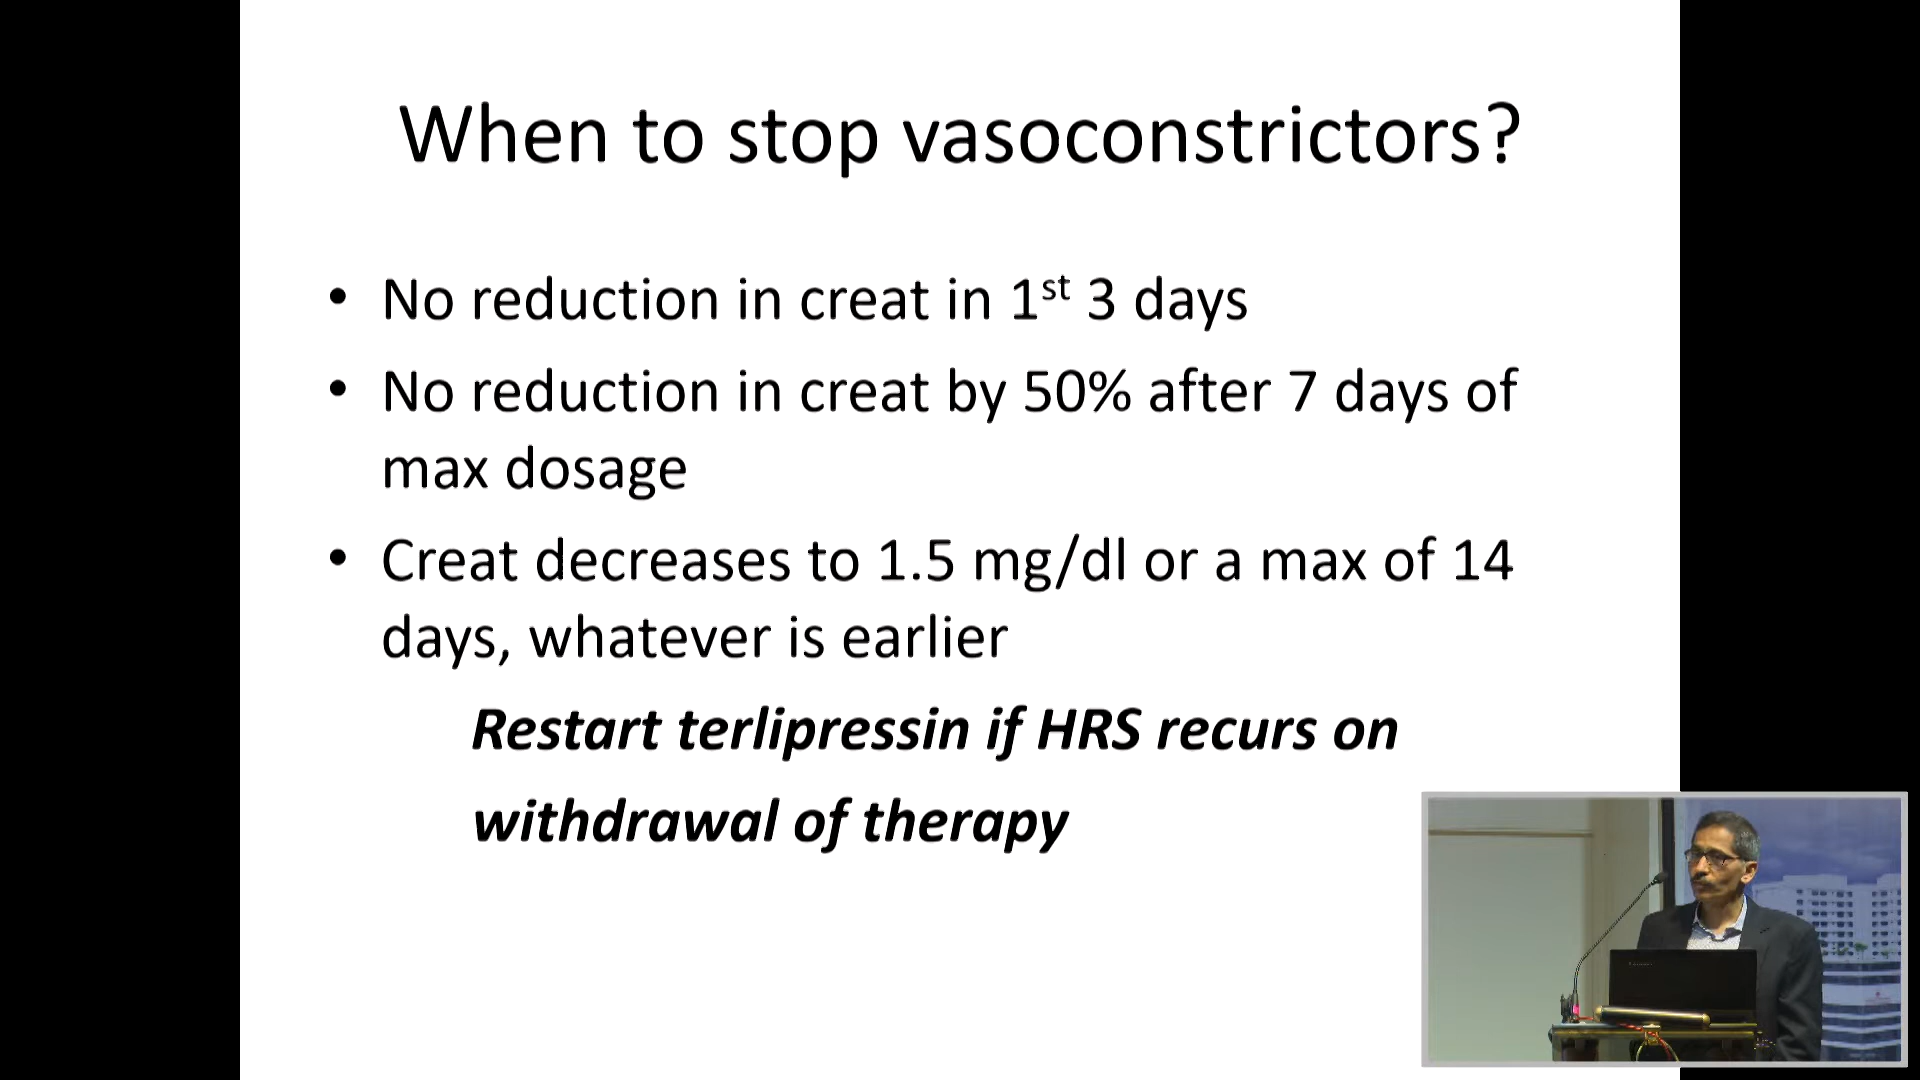 When to stop vasoconstrictors?
• No reduction in creat in 1st 3 days
• No reduction in creat by 50% after 7 days of
max dosage
• Creat decreases to 1.5 mg/dl or a max of 14
days, whatever is earlier
Restart terlipressin if HRS recurs on
withdrawal of therapy